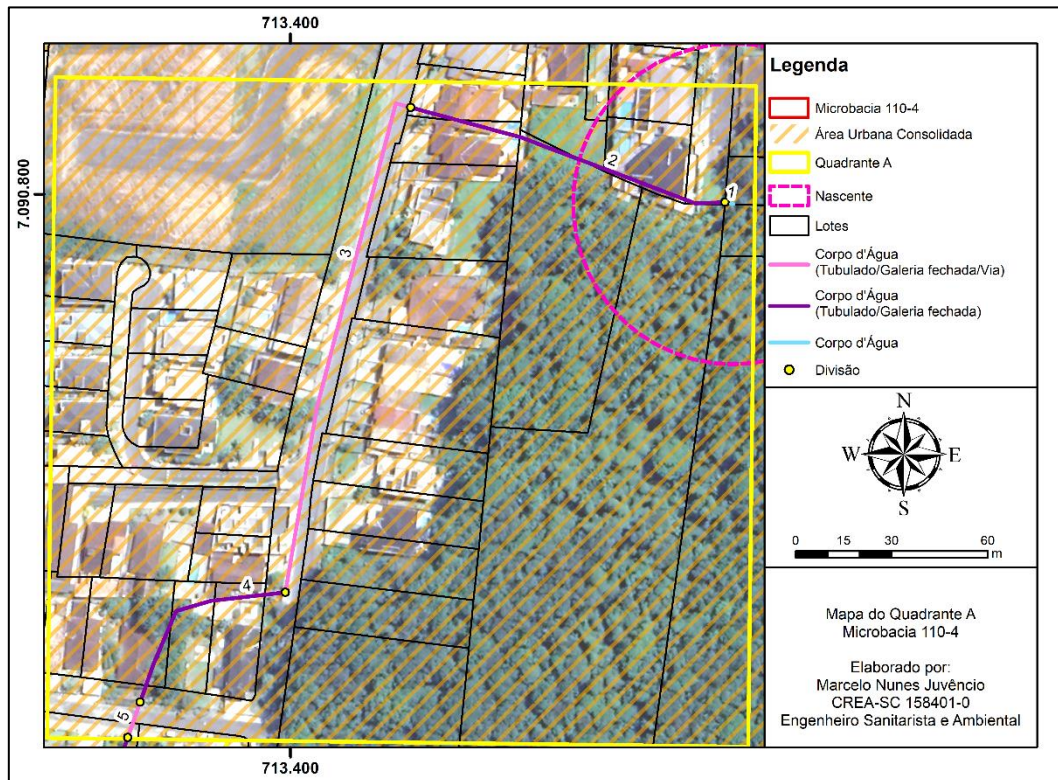 713.400
7.090.800
1
2
3
4
5
713.400
Legenda
Microbacia 110-4
Área Urbana Consolidada
Quadrante A
Nascente
Lotes
Corpo d'Água
(Tubulado/Galeria fechada/Via)
Corpo d'Água
(Tubulado/Galeria fechada)
Corpo d'Água
Divisão
N
W
E
S
0 15 30 60
m
Mapa do Quadrante A
Microbacia 110-4
Elaborado por:
Marcelo Nunes Juvêncio
CREA-SC 158401-0
Engenheiro Sanitarista e Ambiental